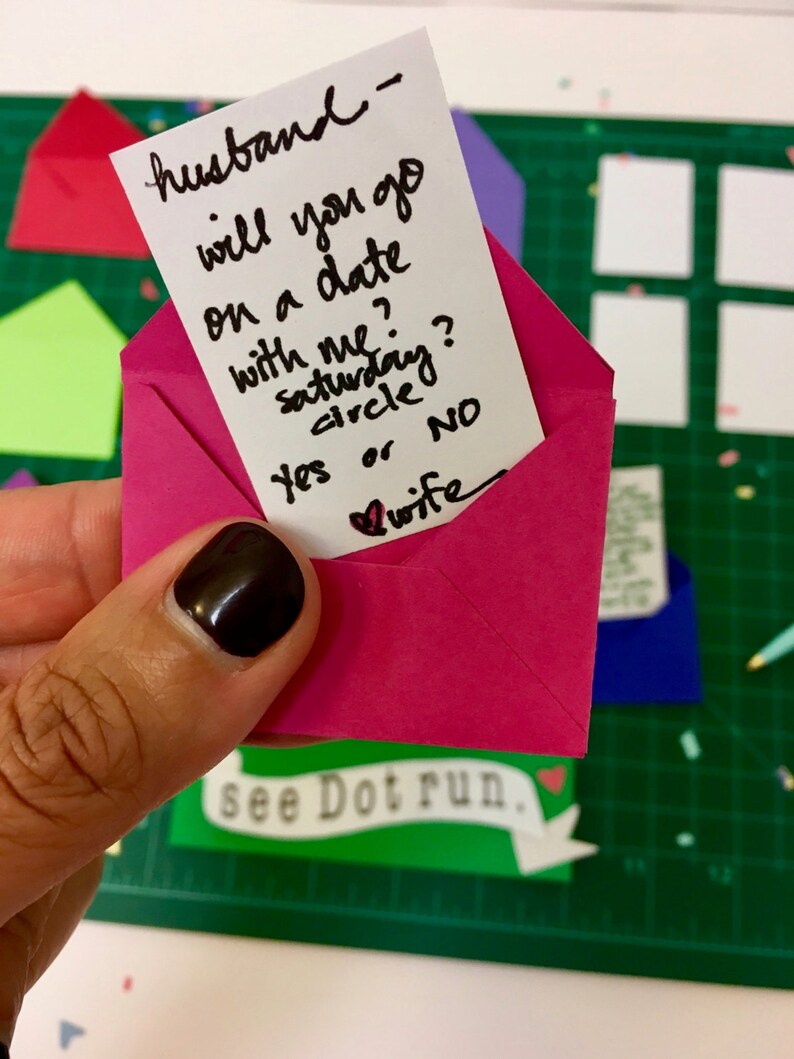 husband-
will you go
on a date
with me?
saturday?
circle
Yes or NO
wife
see Dot run.